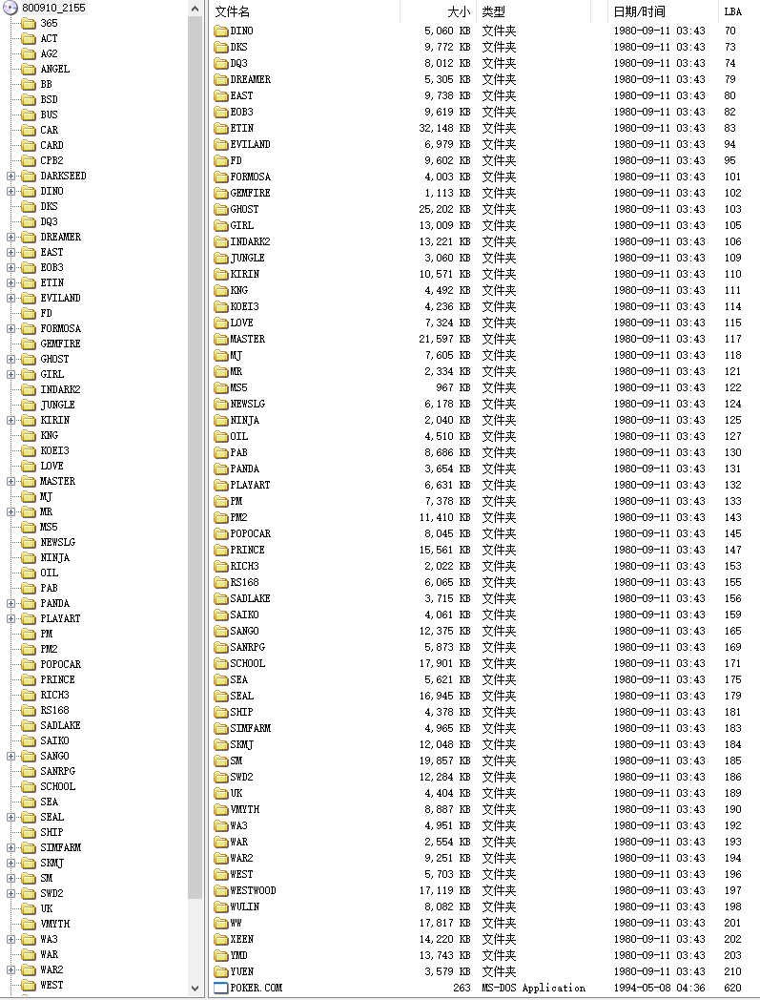 800910_2155
365
ACT
AG2
ANGEL
BB
BSD
BUS
CAR
CARD
CPB2
DARKSEED
DINO
DKS
DQ3
DREAMER
EAST
EOB3
ETIN
EVILAND
FD
FORMOSA
GEMFIRE
GHOST
GIRL
INDARK2
JUNGLE
KIRIN
KNG
KOEI3
LOVE
MASTER
MJ
MR
MS5
NEWSLG
NINJA
OIL
PAB
PANDA
PLAYART
PM
PM2
POPOCAR
PRINCE
RICH3
RS168
SADLAKE
SAIKO
SANGO
SANRPG
SCHOOL
SEA
SEAL
SHIP
SIMFARM
SKMJ
SM
SWD2
UK
VMYTH
WA3
WAR
WAR2
WEST
文件名 大小 类型 日期/时间 LBA
DINO 5,060 KB 文件夹 1980-09-11 03:43 70
DKS 9,772 KB 文件夹 1980-09-11 03:43 73
DQ3 8,012 KB 文件夹 1980-09-11 03:43 74
DREAMER 5,305 KB 文件夹 1980-09-11 03:43 79
EAST 9,738 KB 文件夹 1980-09-11 03:43 80
EOB3 9,619 KB 文件夹 1980-09-11 03:43 82
ETIN 32,148 KB 文件夹 1980-09-11 03:43 83
EVILAND 6,979 KB 文件夹 1980-09-11 03:43 94
FD 9,602 KB 文件夹 1980-09-11 03:43 95
FORMOSA 4,003 KB 文件夹 1980-09-11 03:43 101
GEMFIRE 1,113 KB 文件夹 1980-09-11 03:43 102
GHOST 25,202 KB 文件夹 1980-09-11 03:43 103
GIRL 13,009 KB 文件夹 1980-09-11 03:43 105
INDARK2 13,221 KB 文件夹 1980-09-11 03:43 106
JUNGLE 3,060 KB 文件夹 1980-09-11 03:43 109
KIRIN 10,571 KB 文件夹 1980-09-11 03:43 110
KNG 4,492 KB 文件夹 1980-09-11 03:43 111
KOEI3 4,236 KB 文件夹 1980-09-11 03:43 114
LOVE 7,324 KB 文件夹 1980-09-11 03:43 115
MASTER 21,597 KB 文件夹 1980-09-11 03:43 117
MJ 7,605 KB 文件夹 1980-09-11 03:43 118
MR 2,334 KB 文件夹 1980-09-11 03:43 121
MS5 967 KB 文件夹 1980-09-11 03:43 122
NEWSLG 6,178 KB 文件夹 1980-09-11 03:43 124
NINJA 2,040 KB 文件夹 1980-09-11 03:43 125
OIL 4,510 KB 文件夹 1980-09-11 03:43 127
PAB 8,686 KB 文件夹 1980-09-11 03:43 130
PANDA 3,654 KB 文件夹 1980-09-11 03:43 131
PLAYART 6,631 KB 文件夹 1980-09-11 03:43 132
PM 7,378 KB 文件夹 1980-09-11 03:43 133
PM2 11,410 KB 文件夹 1980-09-11 03:43 143
POPOCAR 8,045 KB 文件夹 1980-09-11 03:43 145
PRINCE 15,561 KB 文件夹 1980-09-11 03:43 147
RICH3 2,022 KB 文件夹 1980-09-11 03:43 153
RS168 6,065 KB 文件夹 1980-09-11 03:43 155
SADLAKE 3,715 KB 文件夹 1980-09-11 03:43 156
SAIKO 4,061 KB 文件夹 1980-09-11 03:43 159
SANGO 12,375 KB 文件夹 1980-09-11 03:43 165
SANRPG 5,873 KB 文件夹 1980-09-11 03:43 169
SCHOOL 17,901 KB 文件夹 1980-09-11 03:43 171
SEA 5,621 KB 文件夹 1980-09-11 03:43 175
SEAL 16,945 KB 文件夹 1980-09-11 03:43 179
SHIP 4,378 KB 文件夹 1980-09-11 03:43 181
SIMFARM 4,965 KB 文件夹 1980-09-11 03:43 183
SKMJ 12,048 KB 文件夹 1980-09-11 03:43 184
SM 19,857 KB 文件夹 1980-09-11 03:43 185
SWD2 12,284 KB 文件夹 1980-09-11 03:43 186
UK 4,404 KB 文件夹 1980-09-11 03:43 189
VMYTH 8,887 KB 文件夹 1980-09-11 03:43 190
WA3 4,951 KB 文件夹 1980-09-11 03:43 192
WAR 2,554 KB 文件夹 1980-09-11 03:43 193
WAR2 9,251 KB 文件夹 1980-09-11 03:43 194
WEST 5,703 KB 文件夹 1980-09-11 03:43 196
WESTWOOD 17,119 KB 文件夹 1980-09-11 03:43 197
WULIN 8,082 KB 文件夹 1980-09-11 03:43 198
WW 17,817 KB 文件夹 1980-09-11 03:43 201
XEEN 14,220 KB 文件夹 1980-09-11 03:43 202
YMD 13,743 KB 文件夹 1980-09-11 03:43 203
YUEN 3,579 KB 文件夹 1980-09-11 03:43 210
POKER.COM 263 MS-DOS Application 1994-05-08 04:36 620